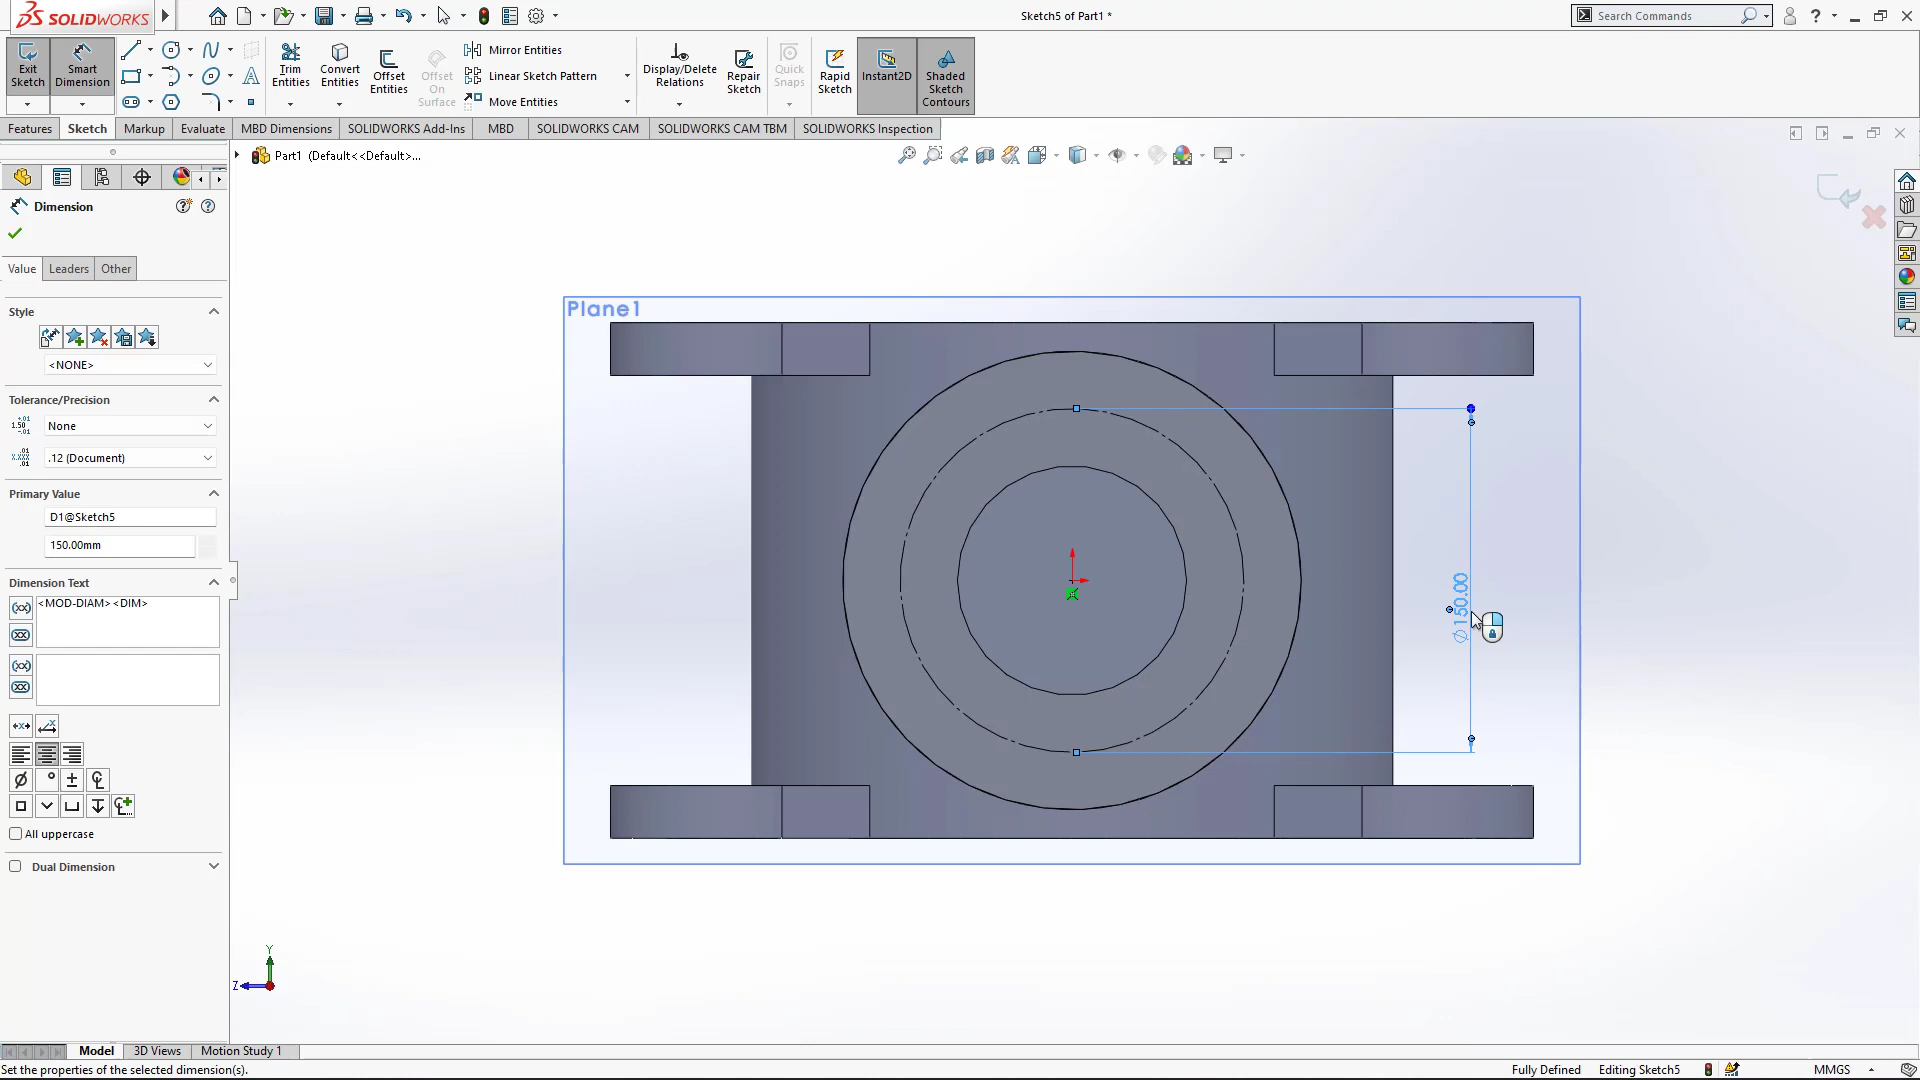 SOLIDWORKS
Sketch5 of Part1 *
Search Commands
Exit Sketch
Smart Dimension
Trim Entities
Convert Entities
Offset Entities
Offset On Surface
Mirror Entities
Linear Sketch Pattern
Move Entities
Display/Delete Relations
Repair Sketch
Quick Snaps
Rapid Sketch
Instant2D
Shaded Sketch Contours
Features
Sketch
Markup
Evaluate
MBD Dimensions
SOLIDWORKS Add-Ins
MBD
SOLIDWORKS CAM
SOLIDWORKS CAM TBM
SOLIDWORKS Inspection
Part1 (Default<<Default>...
Dimension
Value
Leaders
Other
Style
<NONE>
Tolerance/Precision
None
.12 (Document)
Primary Value
D1@Sketch5
150.00mm
Dimension Text
<MOD-DIAM><DIM>
All uppercase
Dual Dimension
Plane1
∅150.00
Y
Z
Model
3D Views
Motion Study 1
Set the properties of the selected dimension(s).
Fully Defined
Editing Sketch5
MMGS